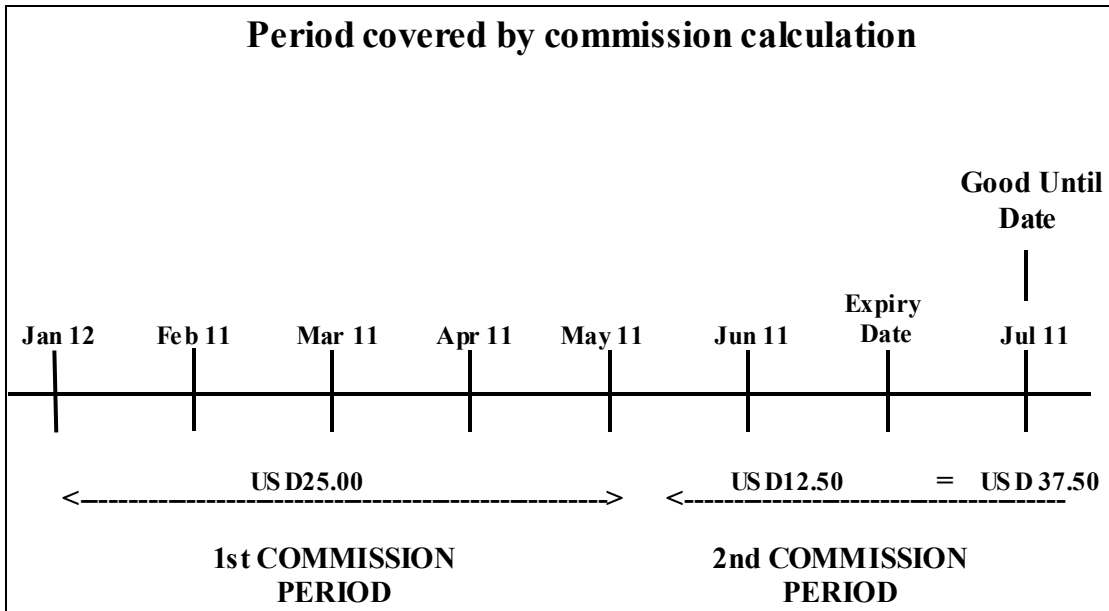 Period covered by commission calculation
Good Until
Date
Expiry
Date
Jan 12 Feb 11 Mar 11 Apr 11 May 11 Jun 11 Jul 11
USD25.00 USD12.50 = USD 37.50
1st COMMISSION
PERIOD
2nd COMMISSION
PERIOD